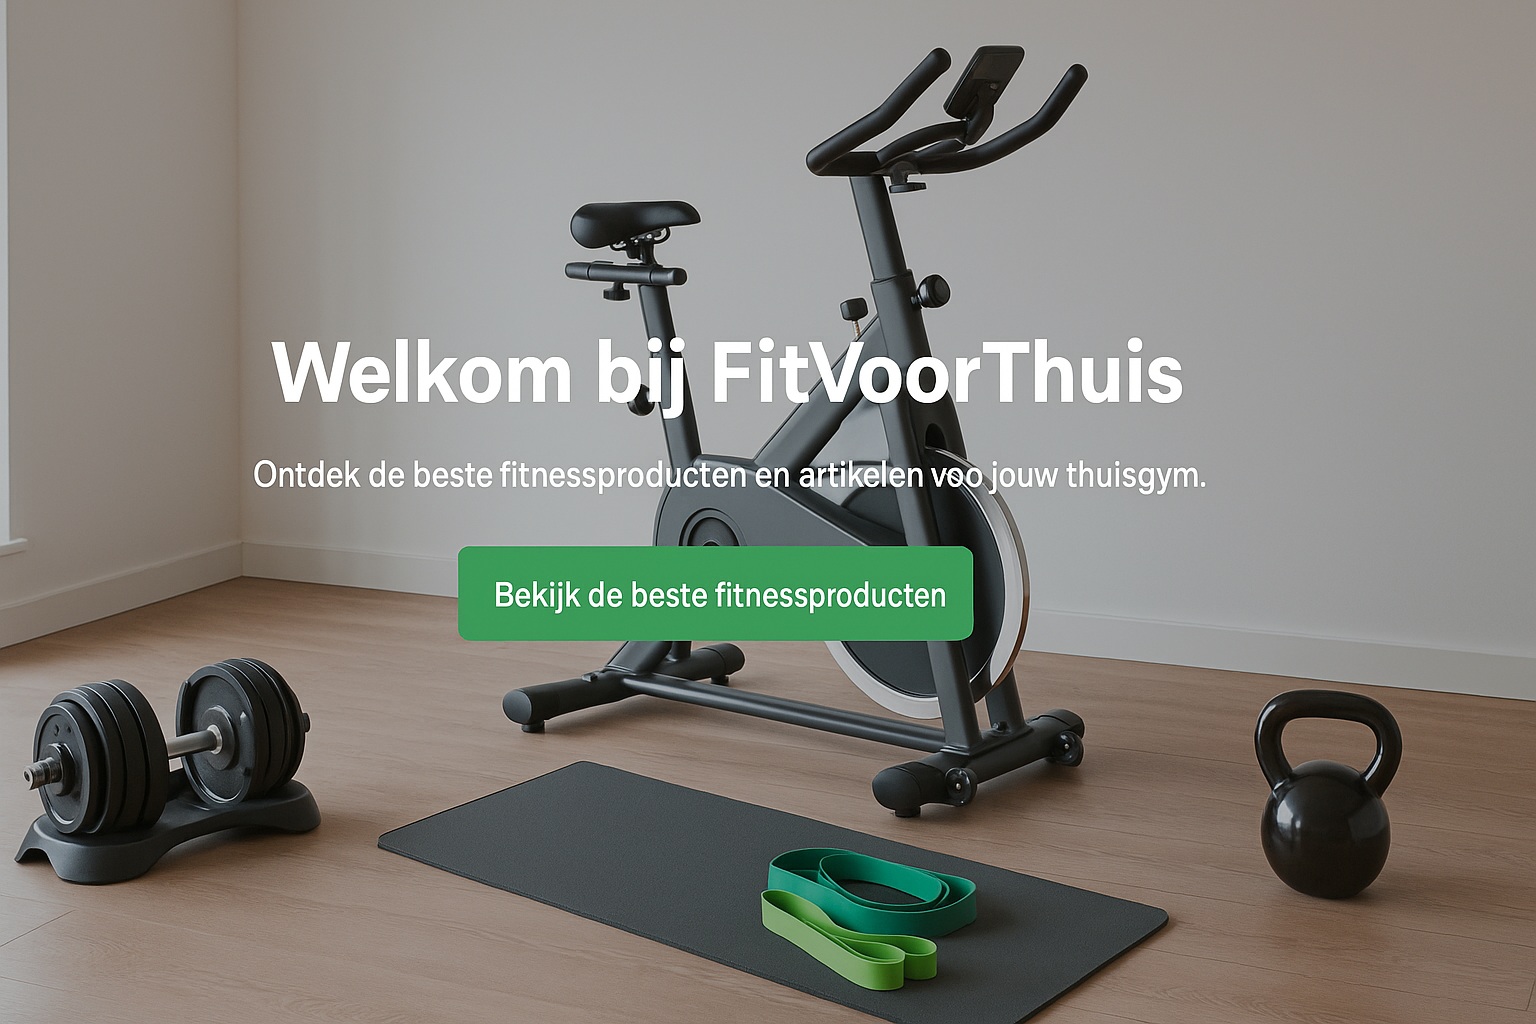 Welkom bij FitVoorThuis
Ontdek de beste fitnessproducten en artikelen voo jouw thuisgym.
Bekijk de beste fitnessproducten